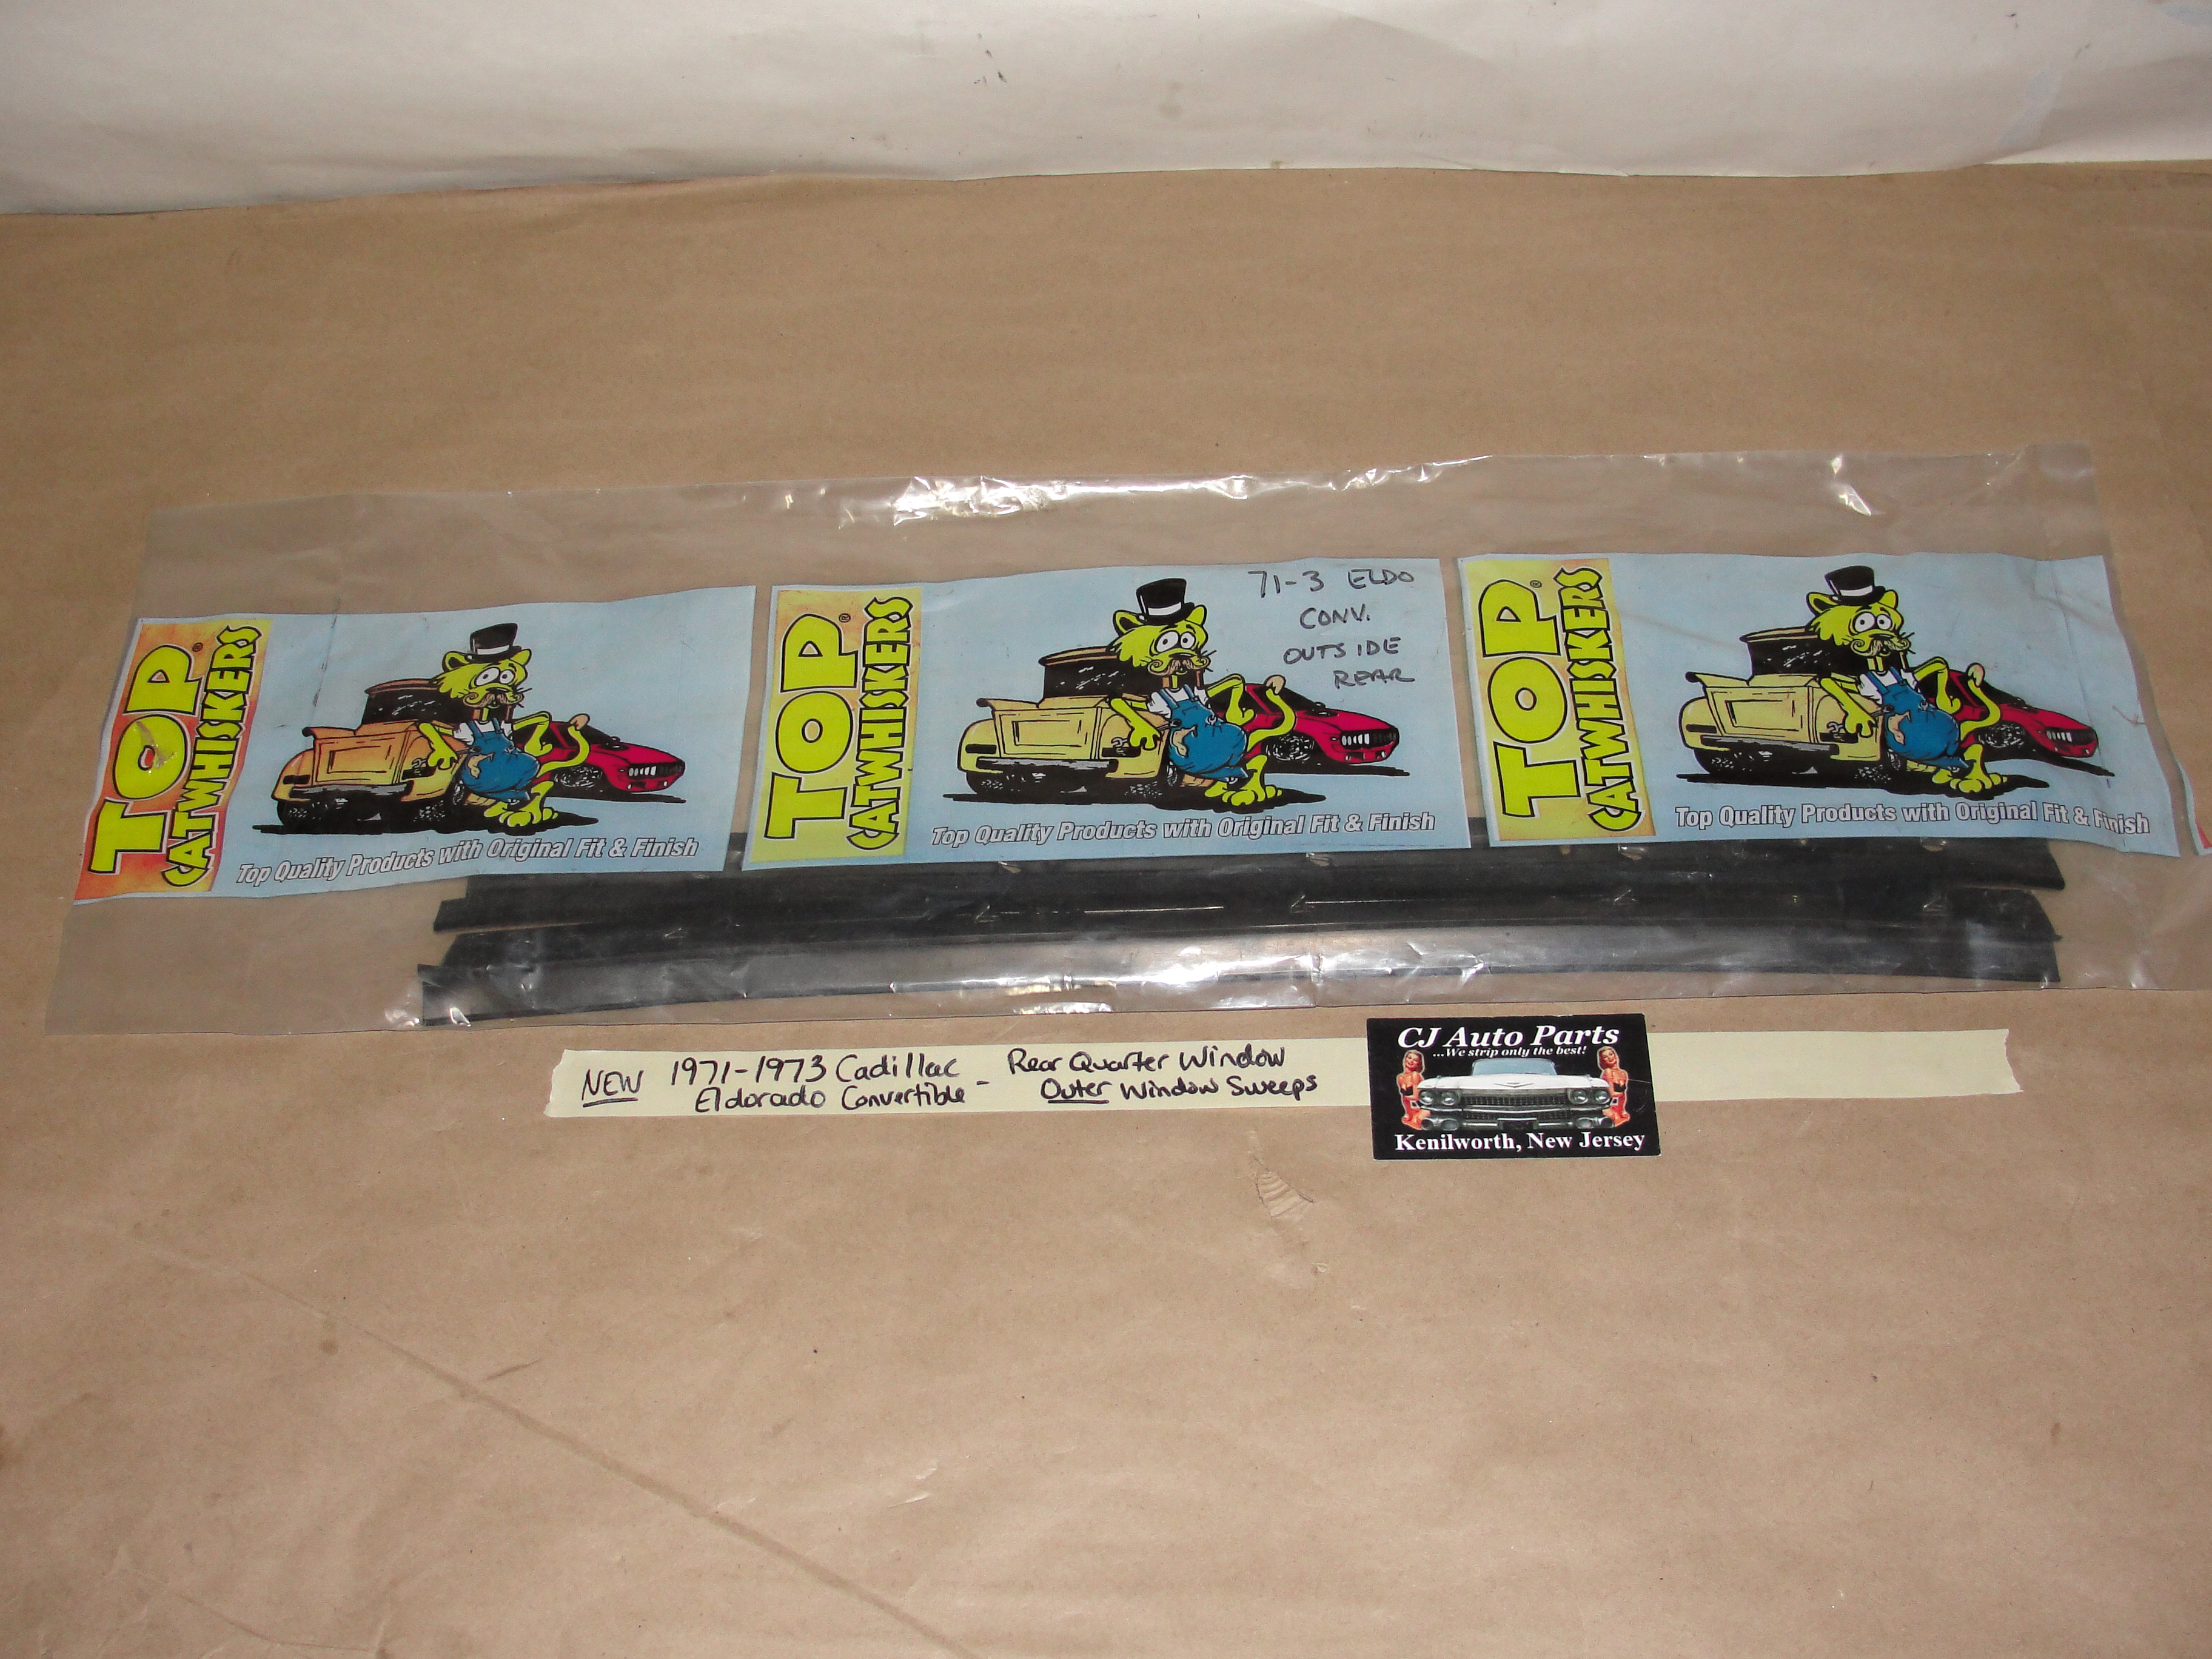 TOP®
CATWHISKERS
Top Quality Products with Original Fit & Finish
TOP®
CATWHISKERS
71-3 ELDO
CONV.
OUTSIDE
REAR
Top Quality Products with Original Fit & Finish
TOP®
CATWHISKERS
Top Quality Products with Original Fit & Finish
NEW 1971-1973 Cadillac - Rear Quarter Window
Eldorado Convertible Outer Window Sweeps
CJ Auto Parts
...We strip only the best!
Kenilworth, New Jersey